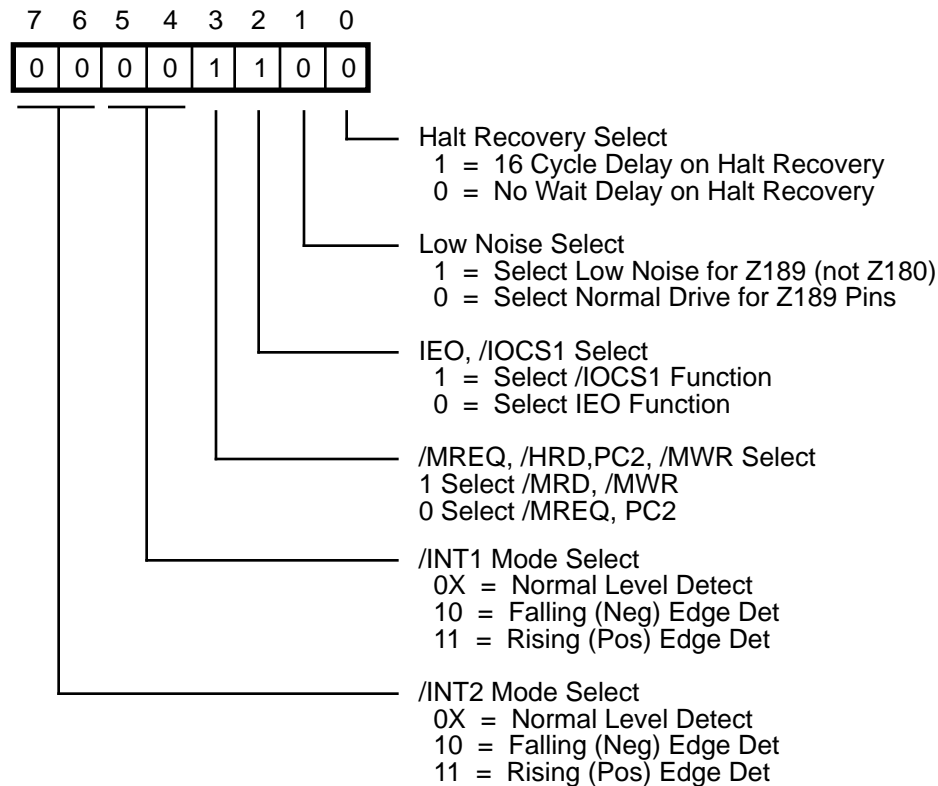 7 6 5 4 3 2 1 0
0 0 0 0 1 1 0 0
Halt Recovery Select
1 = 16 Cycle Delay on Halt Recovery
0 = No Wait Delay on Halt Recovery
Low Noise Select
1 = Select Low Noise for Z189 (not Z180)
0 = Select Normal Drive for Z189 Pins
IEO, /IOCS1 Select
1 = Select /IOCS1 Function
0 = Select IEO Function
/MREQ, /HRD,PC2, /MWR Select
1 Select /MRD, /MWR
0 Select /MREQ, PC2
/INT1 Mode Select
0X = Normal Level Detect
10 = Falling (Neg) Edge Det
11 = Rising (Pos) Edge Det
/INT2 Mode Select
0X = Normal Level Detect
10 = Falling (Neg) Edge Det
11 = Rising (Pos) Edge Det